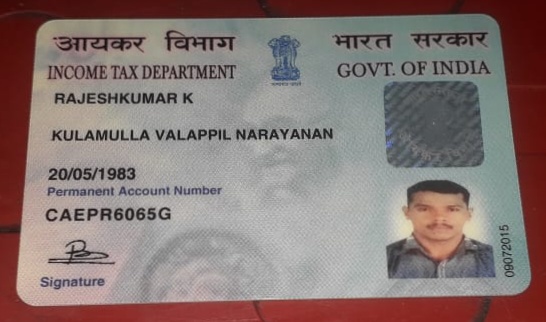 आयकर विभाग
भारत सरकार
INCOME TAX DEPARTMENT
GOVT. OF INDIA
RAJESHKUMAR K
KULAMULLA VALAPPIL NARAYANAN
20/05/1983
Permanent Account Number
CAEPR6065G
Signature
09072015